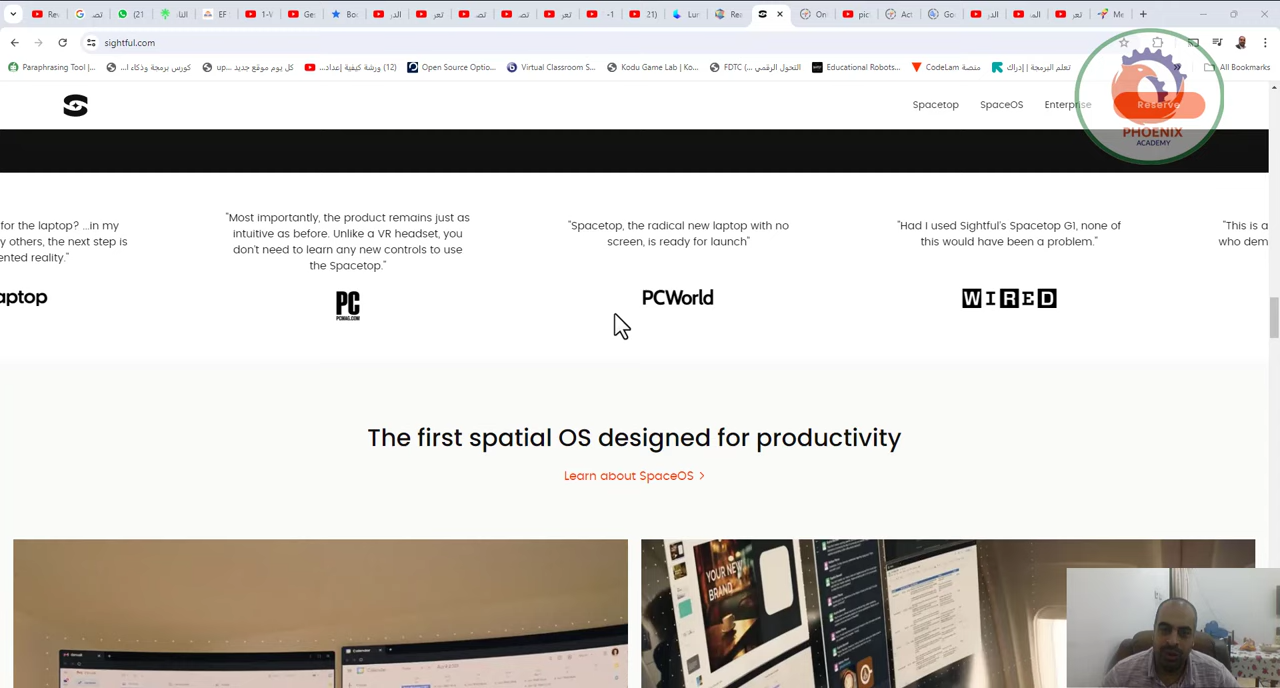 sightful.com
Paraphrasing Tool |...
كورس برمجة وذكاء ا...
كل يوم موقع جديد up...
(12) ورشة كيفية إعداد...
Open Source Optio...
Virtual Classroom S...
Kodu Game Lab | Ko...
التحول الرقمي FDTC (...
Educational Robots...
منصة CodeLam
تعلم البرمجة | إدراك
All Bookmarks
Spacetop
SpaceOS
Enterprise
Reserve
PHOENIX
ACADEMY
for the laptop? ...in my
y others, the next step is
ented reality."
aptop
"Most importantly, the product remains just as
intuitive as before. Unlike a VR headset, you
don't need to learn any new controls to use
the Spacetop."
PC
PCMAG.COM
"Spacetop, the radical new laptop with no
screen, is ready for launch"
PCWorld
"Had I used Sightful's Spacetop G1, none of
this would have been a problem."
WIRED
"This is a
who dem
The first spatial OS designed for productivity
Learn about SpaceOS >
YOUR NEW
BRAND